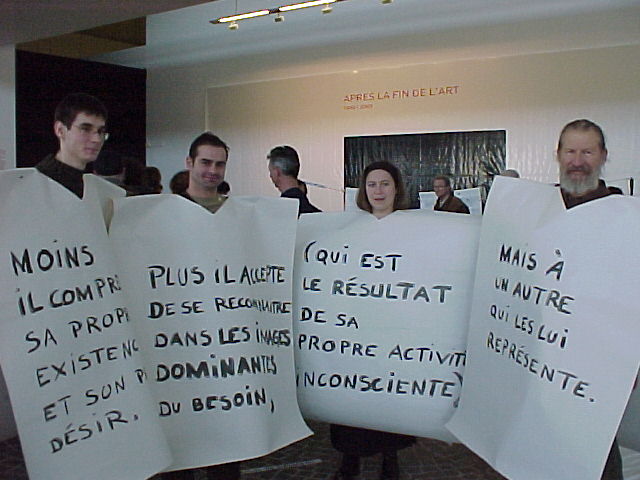 APRES LA FIN DE L'ART
MOINS
IL COMPR
SA PROP
EXISTENC
ET SON P
DÉSIR.
PLUS IL ACCEPTE
DE SE RECONNAITRE
DANS LES IMAGES
DOMINANTES
DU BESOIN,
(QUI EST
LE RÉSULTAT
DE SA
PROPRE ACTIVIT
INCONSCIENTE)
MAIS À
UN AUTRE
QUI LES LUI
REPRÉSENTE.